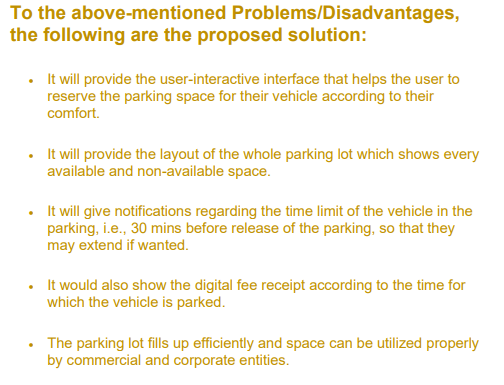 To the above-mentioned Problems/Disadvantages,
the following are the proposed solution:
• It will provide the user-interactive interface that helps the user to
reserve the parking space for their vehicle according to their
comfort.
• It will provide the layout of the whole parking lot which shows every
available and non-available space.
• It will give notifications regarding the time limit of the vehicle in the
parking, i.e., 30 mins before release of the parking, so that they
may extend if wanted.
• It would also show the digital fee receipt according to the time for
which the vehicle is parked.
• The parking lot fills up efficiently and space can be utilized properly
by commercial and corporate entities.